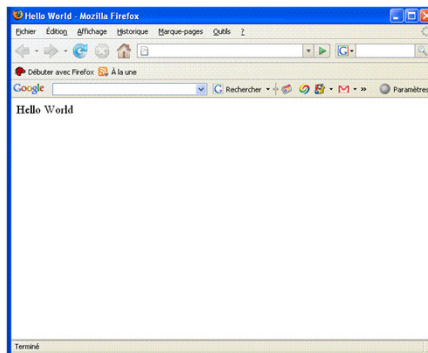 Hello World - Mozilla Firefox
Fichier Édition Affichage Historique Marque-pages Outils ?
G
Débuter avec Firefox À la une
Google G Rechercher M » Paramètres
Hello World
Terminé